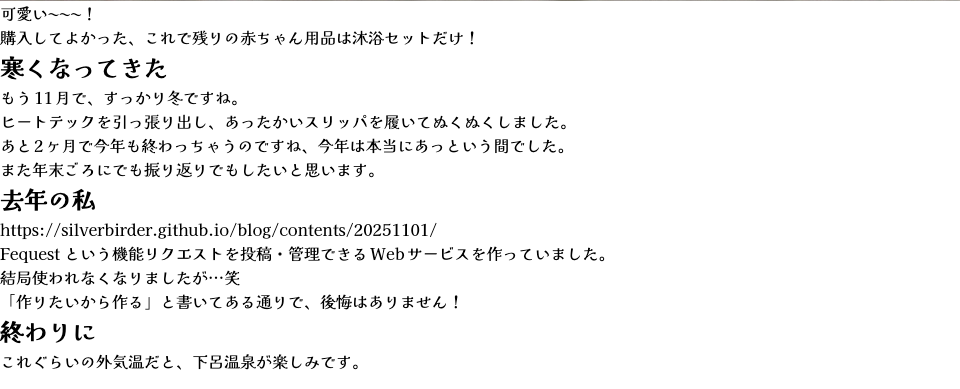 可愛い~~~！
購入してよかった、これで残りの赤ちゃん用品は沐浴セットだけ！
寒くなってきた
もう11月で、すっかり冬ですね。
ヒートテックを引っ張り出し、あったかいスリッパを履いてぬくぬくしました。
あと2ヶ月で今年も終わっちゃうのですね、今年は本当にあっという間でした。
また年末ごろにでも振り返りでもしたいと思います。
去年の私
https://silverbirder.github.io/blog/contents/20251101/
Fequestという機能リクエストを投稿・管理できるWebサービスを作っていました。
結局使われなくなりましたが…笑
「作りたいから作る」と書いてある通りで、後悔はありません！
終わりに
これぐらいの外気温だと、下呂温泉が楽しみです。